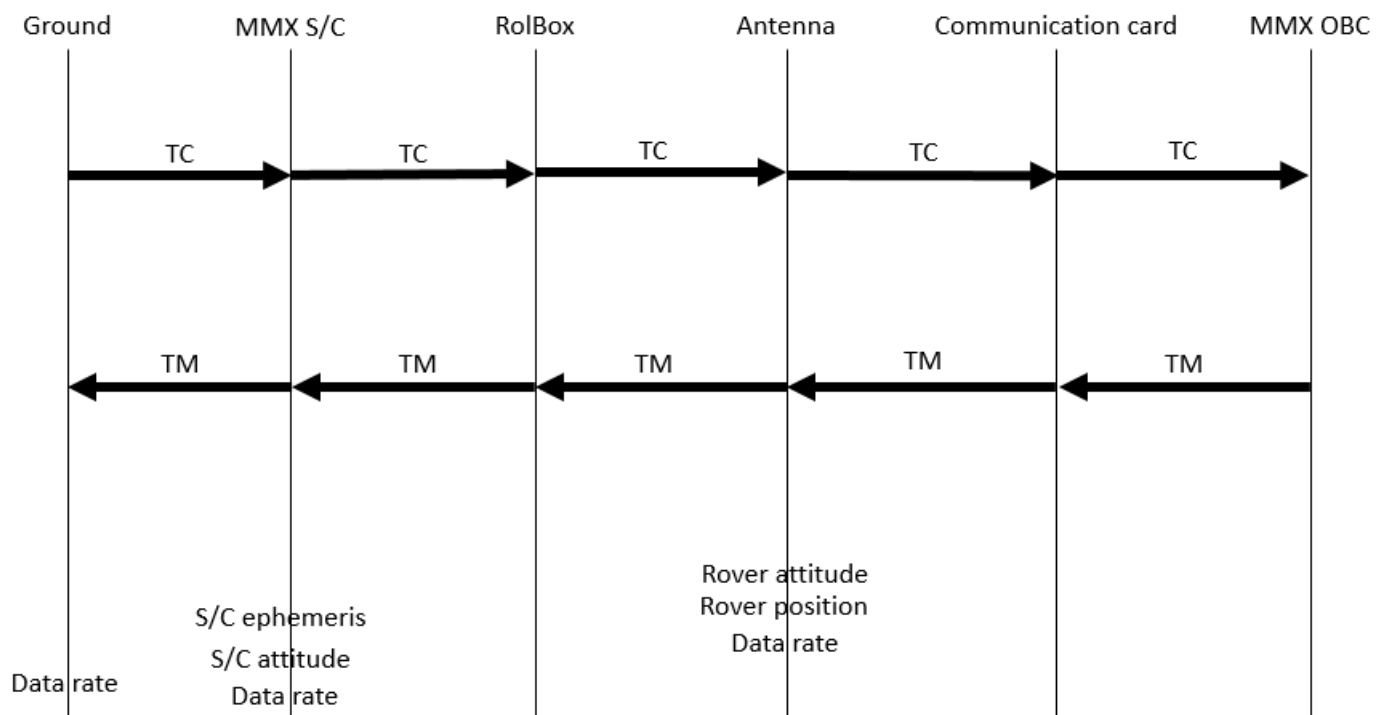 Ground
MMX S/C
RolBox
Antenna
Communication card
MMX OBC
TC
TC
TC
TC
TC
TM
TM
TM
TM
TM
Rover attitude
Rover position
Data rate
S/C ephemeris
S/C attitude
Data rate
Data rate